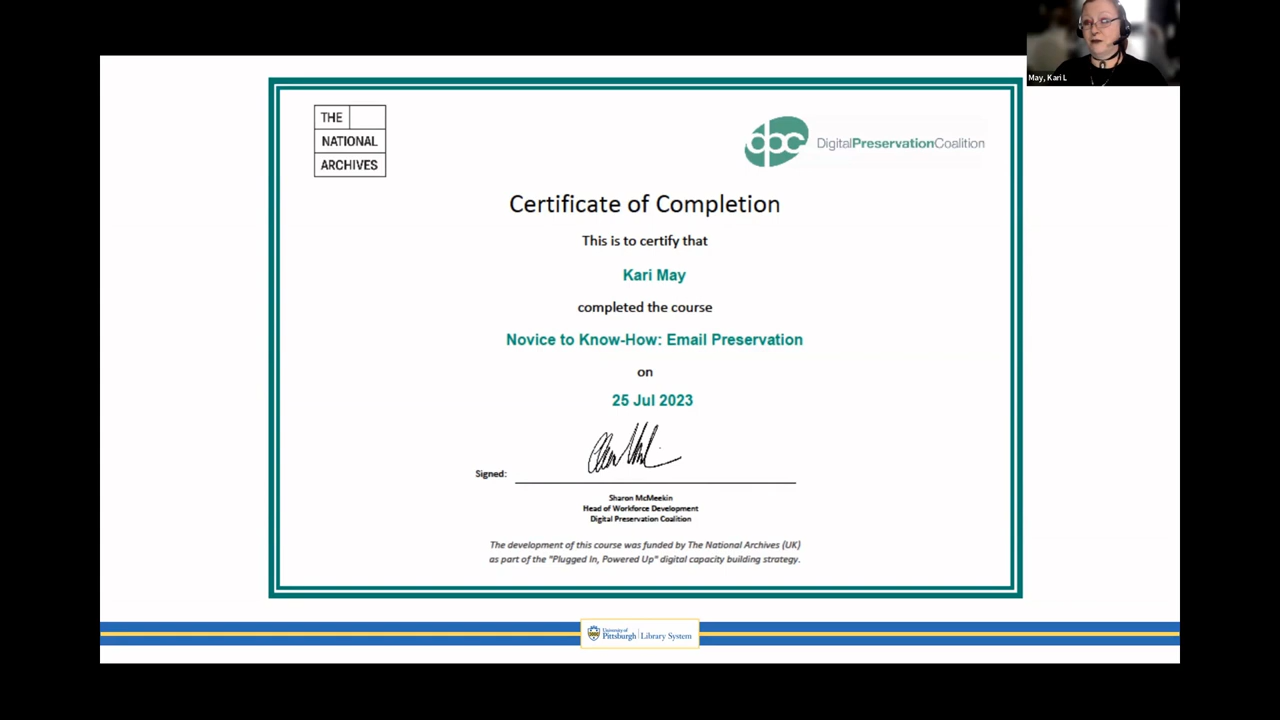 May, Kari L
THE
NATIONAL
ARCHIVES
dpc DigitalPreservationCoalition
Certificate of Completion
This is to certify that
Kari May
completed the course
Novice to Know-How: Email Preservation
on
25 Jul 2023
Signed:
Sharon McMeekin
Head of Workforce Development
Digital Preservation Coalition
The development of this course was funded by The National Archives (UK)
as part of the "Plugged In, Powered Up" digital capacity building strategy.
University of
Pittsburgh Library System